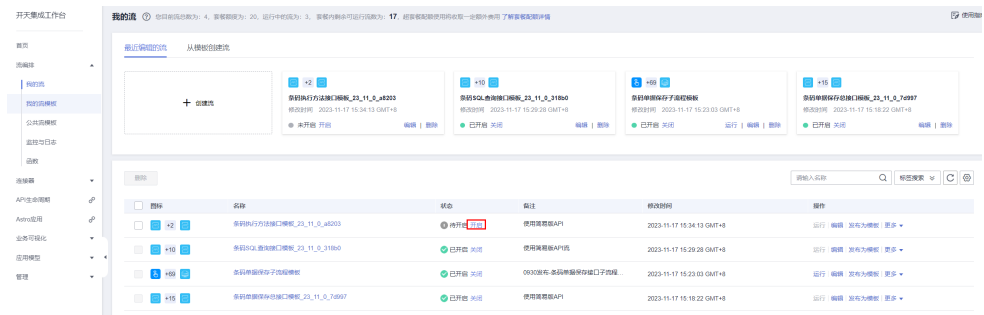 开天集成工作台
我的流 您目前流总数为：4，套餐额度为：20，运行中的流为：3， 套餐内剩余可运行流数为：17，超套餐配额使用将收取一定额外费用 了解套餐配额详情
首页
流编排
我的流
我的流模板
公共流模板
监控与日志
函数
连接器
API生命周期
Astro应用
业务可视化
应用模型
管理
最近编辑的流 从模板创建流
创建流
+2
条码执行方法接口模板_23_11_0_a8203
修改时间 2023-11-17 15:34:13 GMT+8
未开启 开启 编辑 | 删除
+10
条码SQL查询接口模板_23_11_0_318b0
修改时间 2023-11-17 15:29:28 GMT+8
已开启 关闭 编辑 | 删除
+69
条码单据保存子流程模板
修改时间 2023-11-17 15:23:03 GMT+8
已开启 关闭 运行 | 编辑 | 删除
+15
条码单据保存总接口模板_23_11_0_7d997
修改时间 2023-11-17 15:18:22 GMT+8
已开启 关闭 编辑 | 删除
删除 请输入名称 标签搜索
图标 名称 状态 备注 修改时间 操作
+2 条码执行方法接口模板_23_11_0_a8203 待开启 开启 使用简易版API 2023-11-17 15:34:13 GMT+8 运行 编辑 发布为模板 更多
+10 条码SQL查询接口模板_23_11_0_318b0 已开启 关闭 使用简易版API流 2023-11-17 15:29:28 GMT+8 运行 编辑 发布为模板 更多
+69 条码单据保存子流程模板 已开启 关闭 0930发布-条码单据保存接口子流程... 2023-11-17 15:23:03 GMT+8 运行 编辑 发布为模板 更多
+15 条码单据保存总接口模板_23_11_0_7d997 已开启 关闭 使用简易版API 2023-11-17 15:18:22 GMT+8 运行 编辑 发布为模板 更多